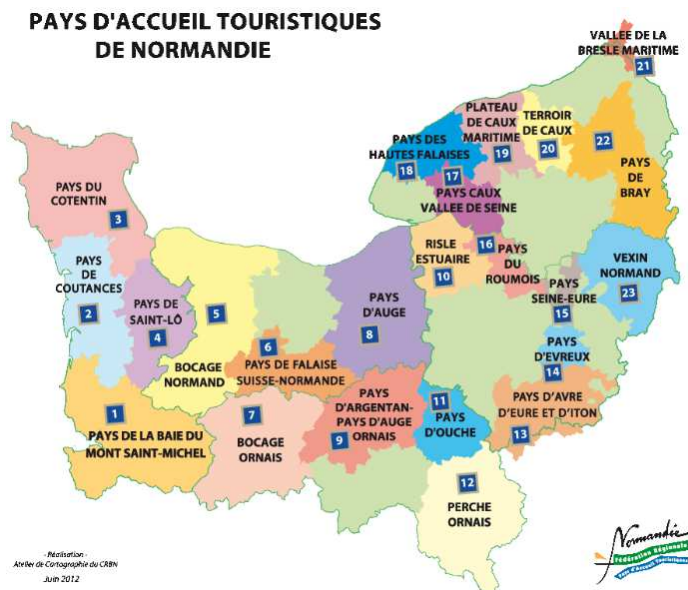 PAYS D'ACCUEIL TOURISTIQUES
DE NORMANDIE
VALLEE DE LA
BRESLE MARITIME
21
PLATEAU
DE CAUX
MARITIME
19
TERROIR
DE CAUX
20
22
PAYS
DE
BRAY
PAYS DES
HAUTES FALAISES
18
17
PAYS CAUX
VALLEE DE SEINE
PAYS DU
COTENTIN
3
PAYS
DE
COUTANCES
2
PAYS DE
SAINT-LÔ
4
5
BOCAGE
NORMAND
6
PAYS DE FALAISE
SUISSE-NORMANDE
PAYS
D'AUGE
8
RISLE
ESTUAIRE
10
16
PAYS
DU
ROUMOIS
VEXIN
NORMAND
23
PAYS
SEINE-EURE
15
PAYS
D'EVREUX
14
PAYS D'AVRE
D'EURE ET D'ITON
13
1
PAYS DE LA BAIE DU
MONT SAINT-MICHEL
7
BOCAGE
ORNAIS
PAYS
D'ARGENTAN-
PAYS D'AUGE
ORNAIS
9
11
PAYS
D'OUCHE
12
PERCHE
ORNAIS
- Réalisation -
Atelier de Cartographie du CRBN
Juin 2012
Normandie
Fédération Régionale
Pays d'Accueil Touristiques